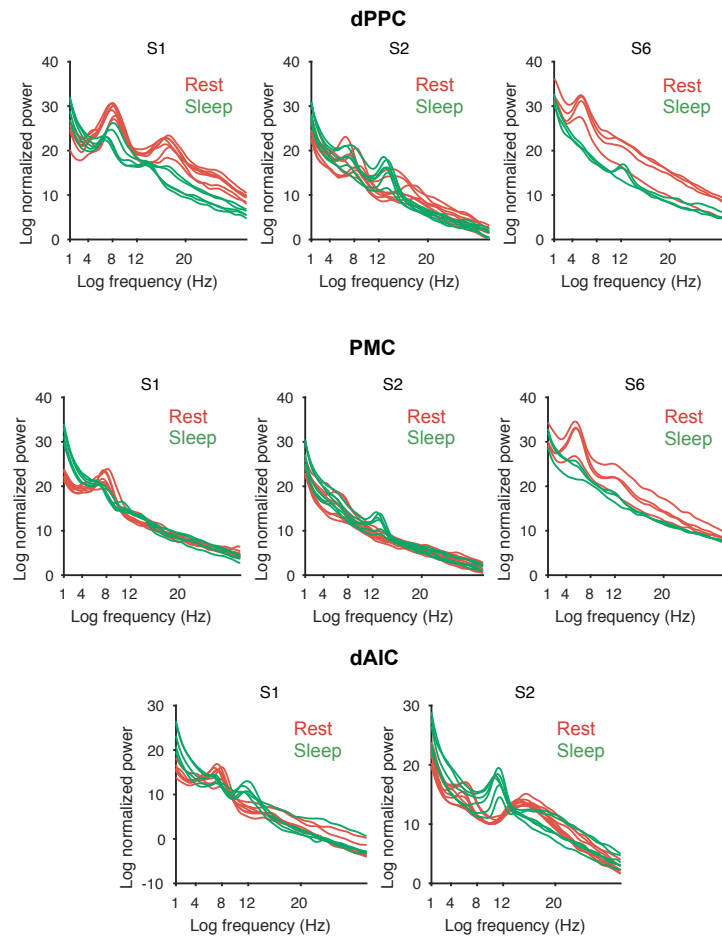 dPPC
S1 S2 S6
40 40 40
Rest Rest Rest
Sleep Sleep Sleep
30 30 30
20 20 20
10 10 10
0 0 0
Log normalized power Log normalized power Log normalized power
1 4 8 12 20 1 4 8 12 20 1 4 8 12 20
Log frequency (Hz) Log frequency (Hz) Log frequency (Hz)
PMC
S1 S2 S6
40 40 40
Rest Rest Rest
Sleep Sleep Sleep
30 30 30
20 20 20
10 10 10
0 0 0
Log normalized power Log normalized power Log normalized power
1 4 8 12 20 1 4 8 12 20 1 4 8 12 20
Log frequency (Hz) Log frequency (Hz) Log frequency (Hz)
dAIC
S1 S2
30 30
Rest Rest
Sleep Sleep
20 20
10 10
0 0
-10
Log normalized power Log normalized power
1 4 8 12 20 1 4 8 12 20
Log frequency (Hz) Log frequency (Hz)